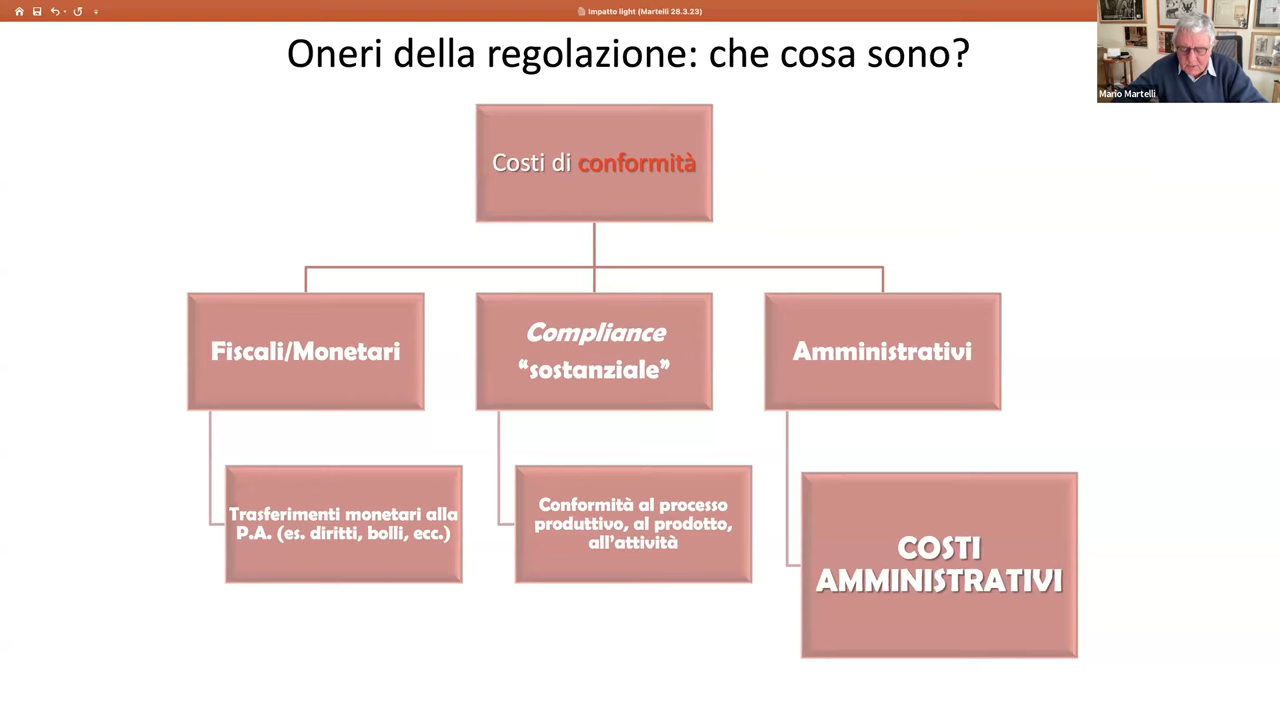 Impatto light (Martelli 28.3.23)
Oneri della regolazione: che cosa sono?
Mario Martelli
Costi di conformità
Fiscali/Monetari
Compliance
“sostanziale”
Amministrativi
Trasferimenti monetari alla
P.A. (es. diritti, bolli, ecc.)
Conformità al processo
produttivo, al prodotto,
all’attività
COSTI
AMMINISTRATIVI